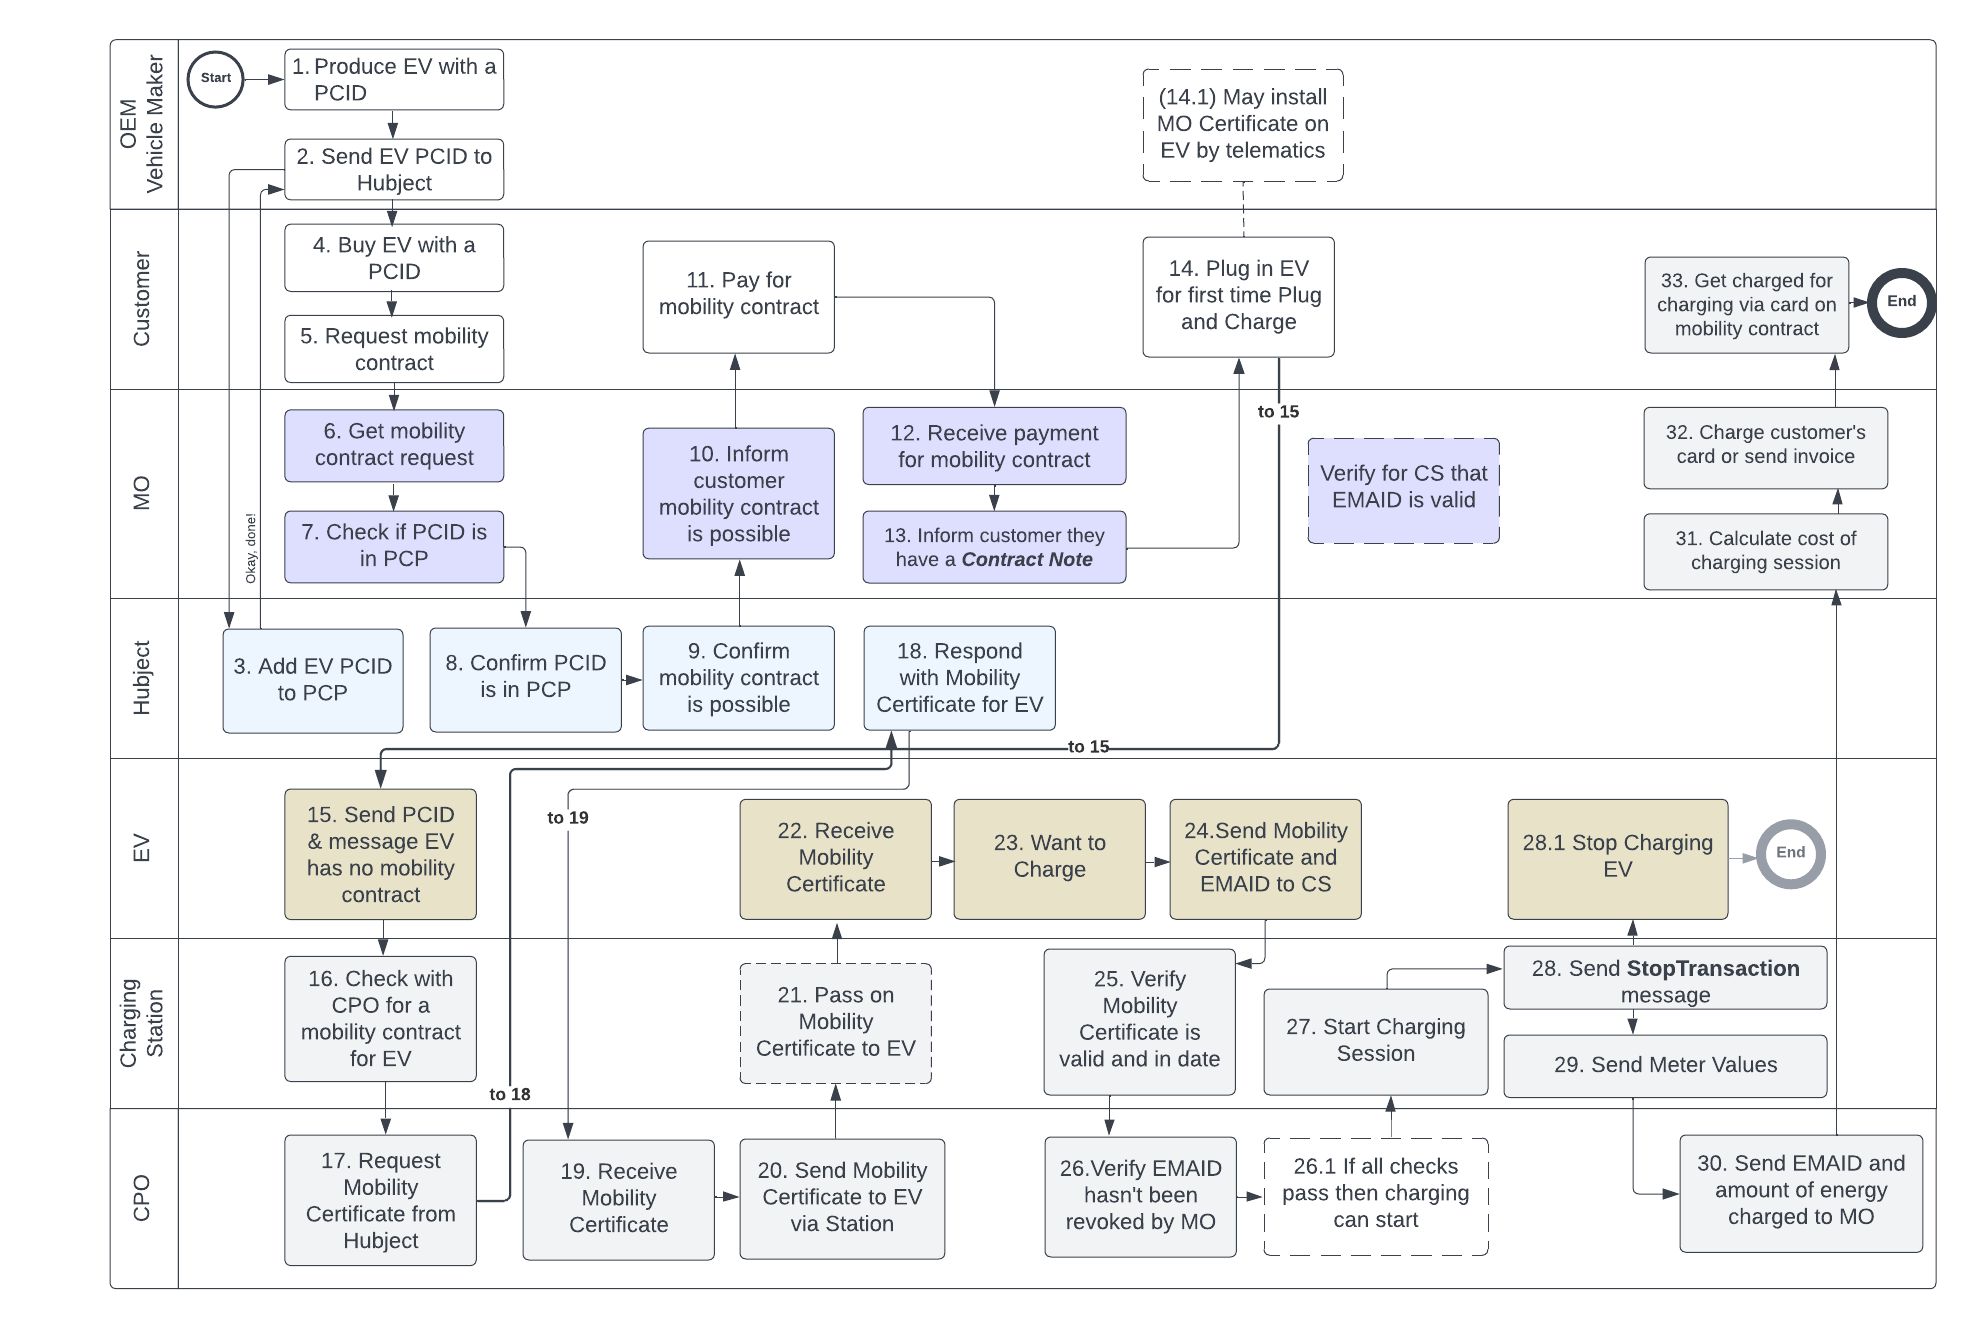 OEM
Vehicle Maker
Start
1. Produce EV with a
PCID
2. Send EV PCID to
Hubject
(14.1) May install
MO Certificate on
EV by telematics
Customer
4. Buy EV with a
PCID
5. Request mobility
contract
11. Pay for
mobility contract
14. Plug in EV
for first time Plug
and Charge
33. Get charged for
charging via card on
mobility contract
End
MO
6. Get mobility
contract request
7. Check if PCID is
in PCP
Okay, done!
10. Inform
customer
mobility contract
is possible
12. Receive payment
for mobility contract
13. Inform customer they
have a Contract Note
to 15
Verify for CS that
EMAID is valid
32. Charge customer's
card or send invoice
31. Calculate cost of
charging session
Hubject
3. Add EV PCID
to PCP
8. Confirm PCID
is in PCP
9. Confirm
mobility contract
is possible
18. Respond
with Mobility
Certificate for EV
to 15
EV
15. Send PCID
& message EV
has no mobility
contract
to 19
22. Receive
Mobility
Certificate
23. Want to
Charge
24.Send Mobility
Certificate and
EMAID to CS
28.1 Stop Charging
EV
End
Charging
Station
16. Check with
CPO for a
mobility contract
for EV
to 18
21. Pass on
Mobility
Certificate to EV
25. Verify
Mobility
Certificate is
valid and in date
27. Start Charging
Session
28. Send StopTransaction
message
29. Send Meter Values
CPO
17. Request
Mobility
Certificate from
Hubject
19. Receive
Mobility
Certificate
20. Send Mobility
Certificate to EV
via Station
26.Verify EMAID
hasn't been
revoked by MO
26.1 If all checks
pass then charging
can start
30. Send EMAID and
amount of energy
charged to MO